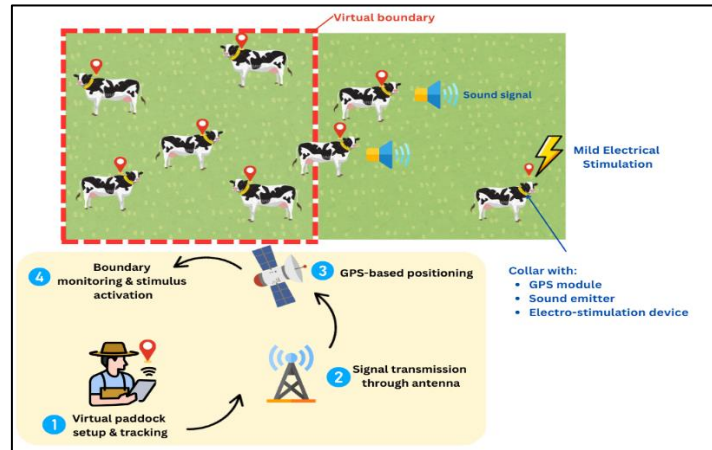 Virtual boundary
Sound signal
Mild Electrical
Stimulation
Collar with:
• GPS module
• Sound emitter
• Electro-stimulation device
4
Boundary
monitoring & stimulus
activation
3
GPS-based positioning
2
Signal transmission
through antenna
1
Virtual paddock
setup & tracking